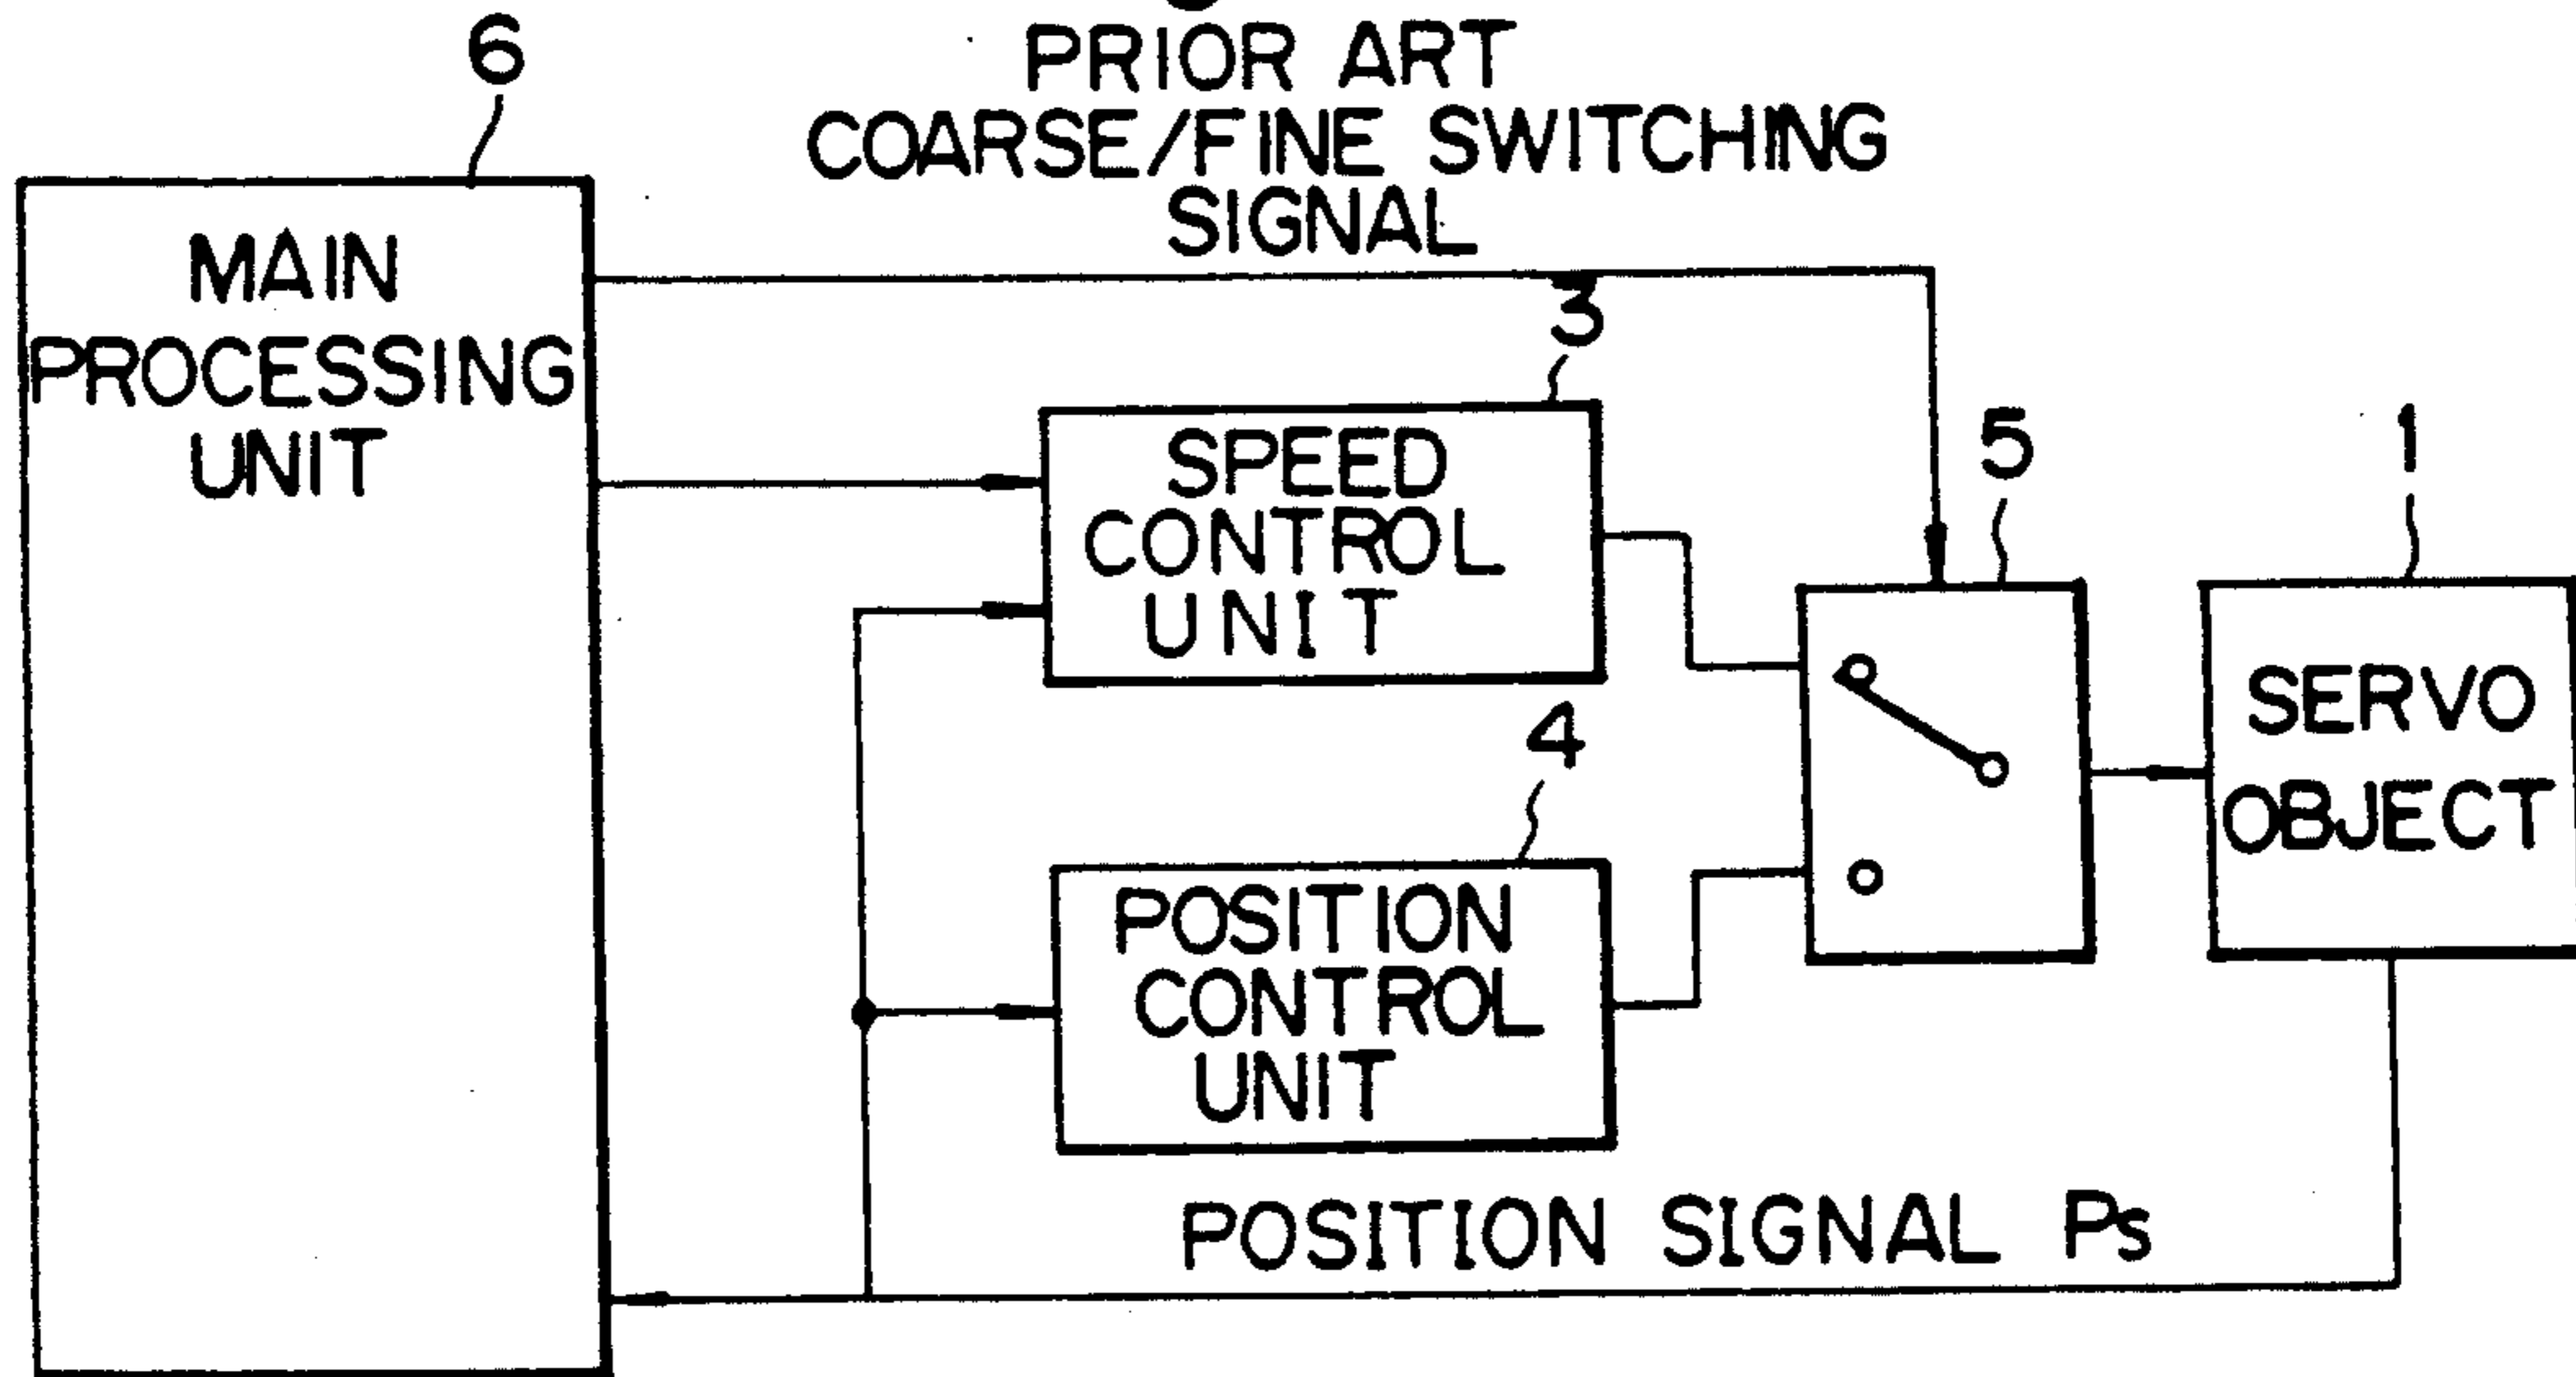 PRIOR ART
6
COARSE/FINE SWITCHING
SIGNAL
MAIN
PROCESSING
UNIT
3
SPEED
CONTROL
UNIT
5
1
SERVO
OBJECT
4
POSITION
CONTROL
UNIT
POSITION SIGNAL Ps